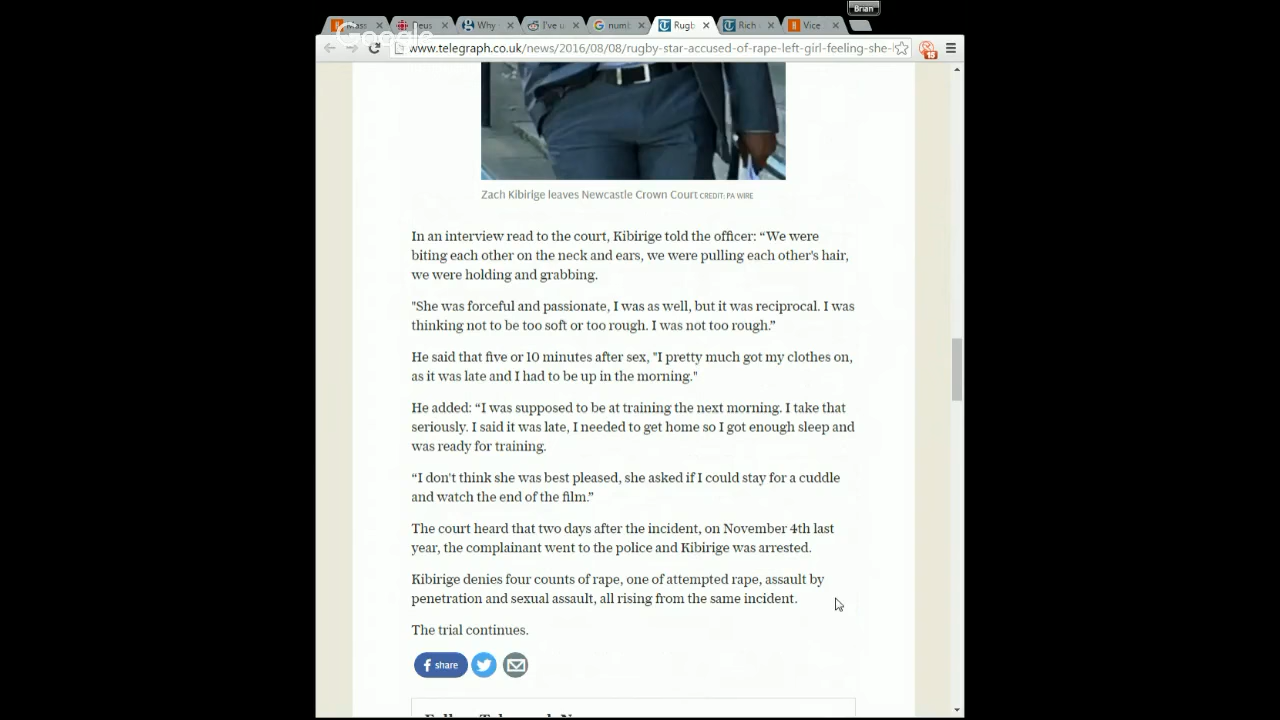 Brian
Mass
Deus
Why
I've u
numb
Rugb
Rich
Vice
Google
www.telegraph.co.uk/news/2016/08/08/rugby-star-accused-of-rape-left-girl-feeling-she-
15
Zach Kibirige leaves Newcastle Crown Court CREDIT: PA WIRE
In an interview read to the court, Kibirige told the officer: “We were
biting each other on the neck and ears, we were pulling each other's hair,
we were holding and grabbing.
"She was forceful and passionate, I was as well, but it was reciprocal. I was
thinking not to be too soft or too rough. I was not too rough.”
He said that five or 10 minutes after sex, "I pretty much got my clothes on,
as it was late and I had to be up in the morning."
He added: “I was supposed to be at training the next morning. I take that
seriously. I said it was late, I needed to get home so I got enough sleep and
was ready for training.
“I don't think she was best pleased, she asked if I could stay for a cuddle
and watch the end of the film.”
The court heard that two days after the incident, on November 4th last
year, the complainant went to the police and Kibirige was arrested.
Kibirige denies four counts of rape, one of attempted rape, assault by
penetration and sexual assault, all rising from the same incident.
The trial continues.
f share